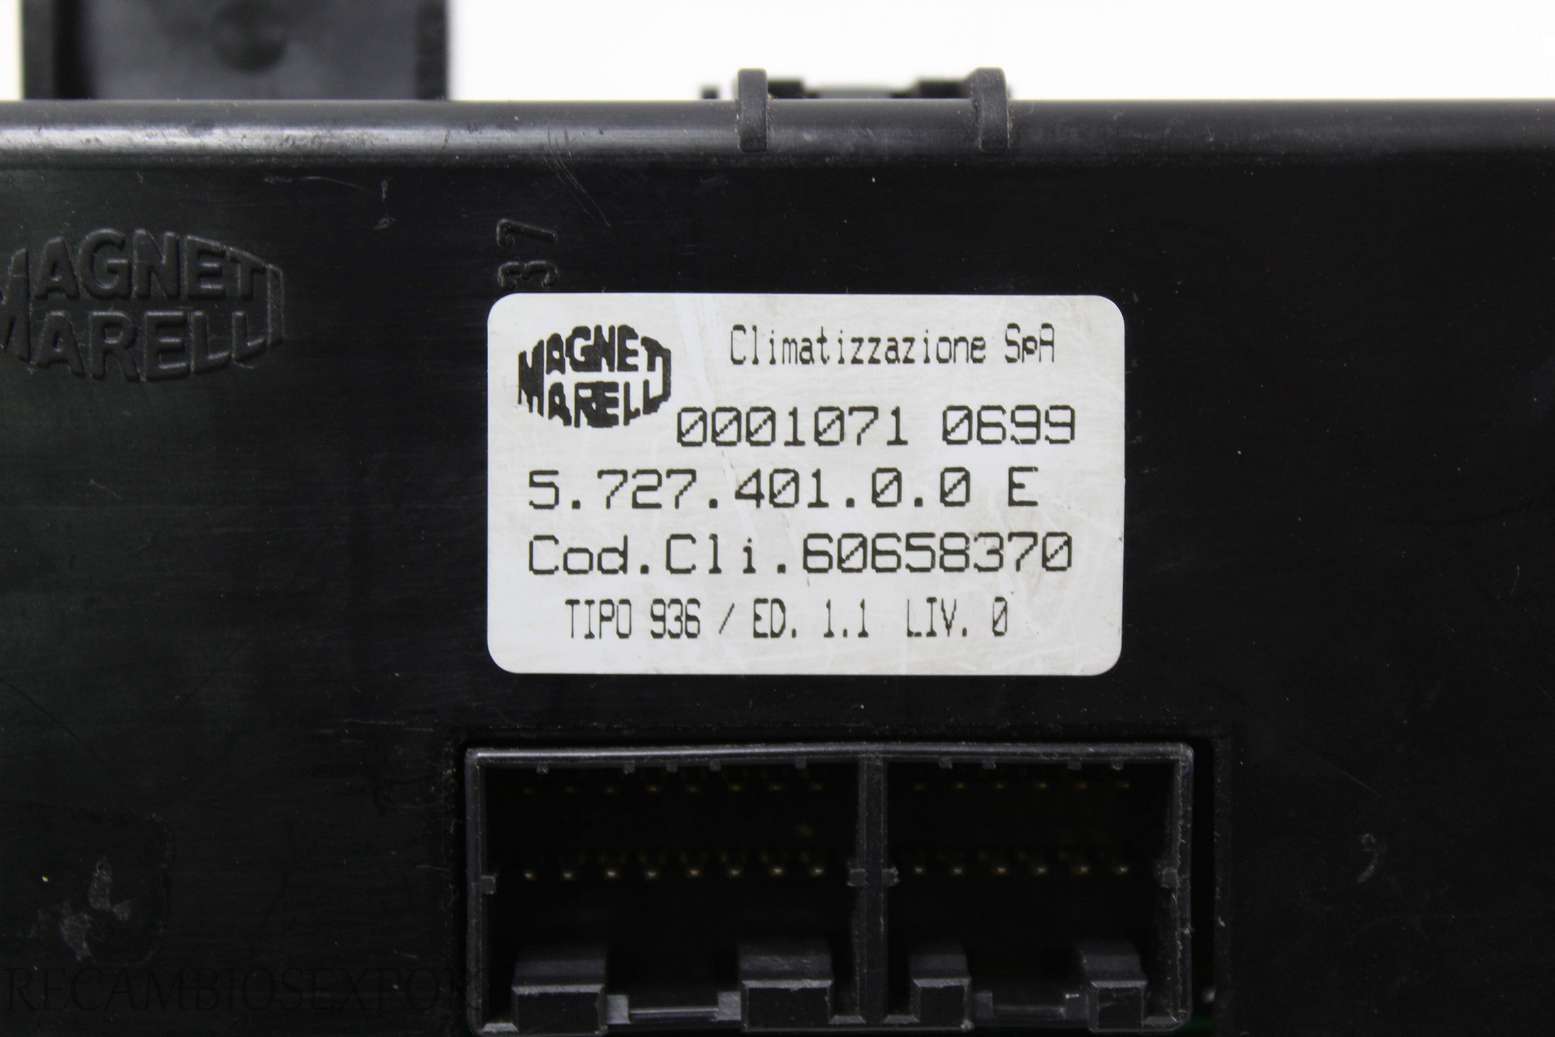 37
MAGNETI
MARELLI
MAGNETI
MARELLI
Climatizzazione SpA
0001071 0699
5.727.401.0.0 E
Cod.Cli.60658370
TIPO 936 / ED. 1.1 LIV. 0